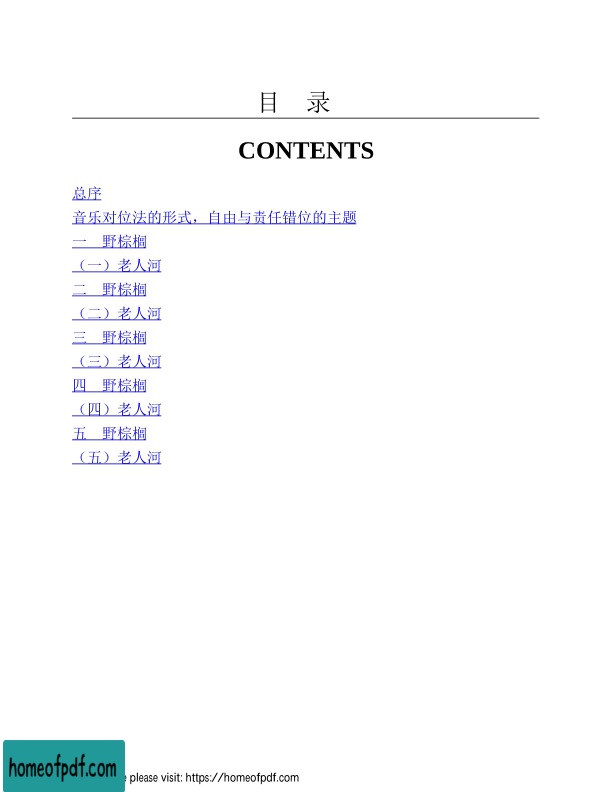 目 录
CONTENTS
总序
音乐对位法的形式，自由与责任错位的主题
一 野棕榈
（一）老人河
二 野棕榈
（二）老人河
三 野棕榈
（三）老人河
四 野棕榈
（四）老人河
五 野棕榈
（五）老人河
homeofpdf.com
e please visit: https://homeofpdf.com